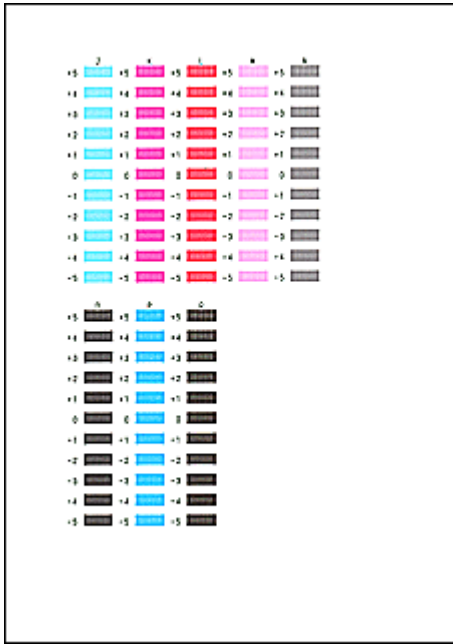 J L
+5 +5 +5 +5 +5
+4 +4 +4 +4 +4
+3 +3 +3 +3 +3
+2 +2 +2 +2 +2
+1 +1 +1 +1 +1
0 0 0 0 0
-1 -1 -1 -1 -1
-2 -2 -2 -2 -2
-3 -3 -3 -3 -3
-4 -4 -4 -4 -4
-5 -5 -5 -5 -5
+5 +5 +5
+4 +4 +4
+3 +3 +3
+2 +2 +2
+1 +1 +1
0 0 0
-1 -1 -1
-2 -2 -2
-3 -3 -3
-4 -4 -4
-5 -5 -5